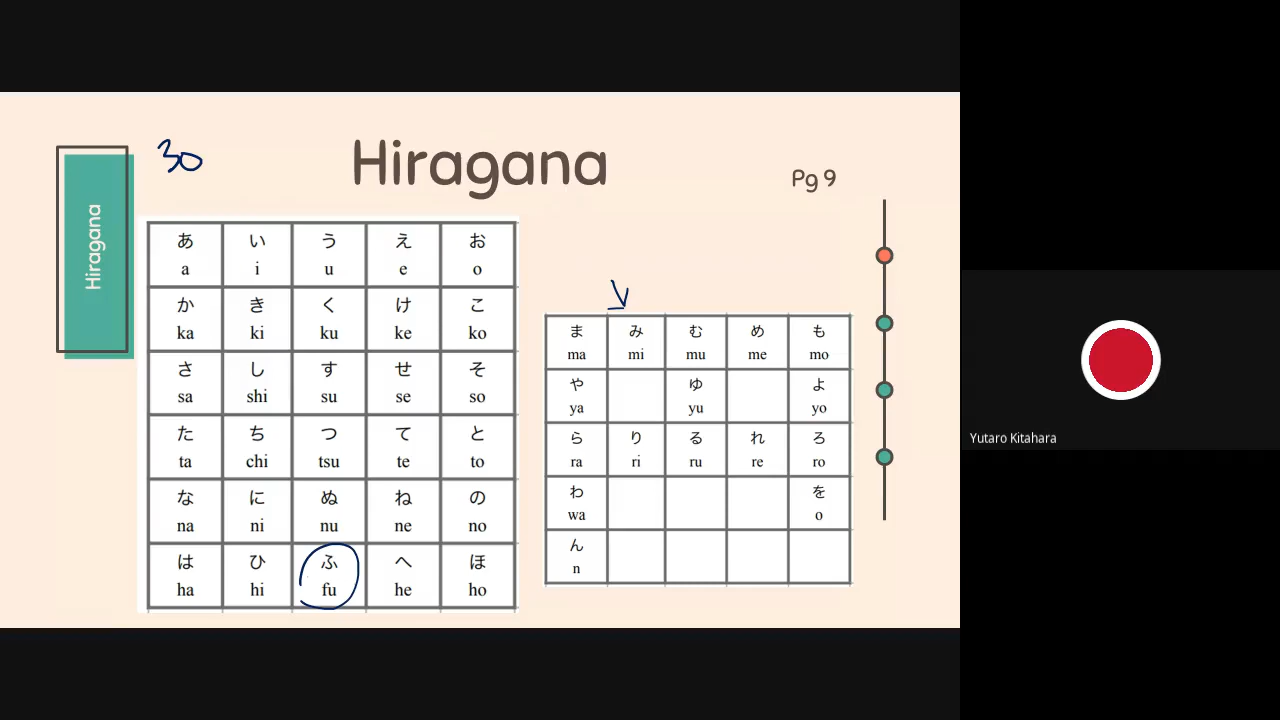 30
Hiragana
Pg 9
Hiragana
あ い う え お
a i u e o
か き く け こ
ka ki ku ke ko
さ し す せ そ
sa shi su se so
た ち つ て と
ta chi tsu te to
な に ぬ ね の
na ni nu ne no
は ひ ふ へ ほ
ha hi fu he ho
ま み む め も
ma mi mu me mo
や ゆ よ
ya yu yo
ら り る れ ろ
ra ri ru re ro
わ を
wa o
ん
n
Yutaro Kitahara